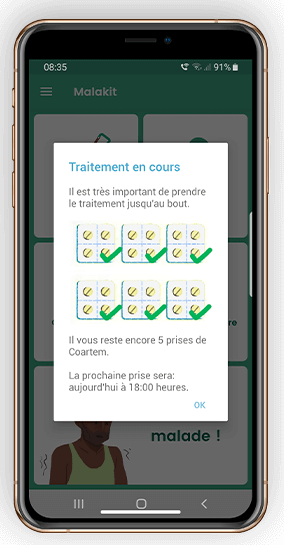 08:35
91%
Malakit
Traitement en cours
Il est très important de prendre
le traitement jusqu'au bout.
Il vous reste encore 5 prises de
Coartem.
La prochaine prise sera:
aujourd'hui à 18:00 heures.
OK
malade !